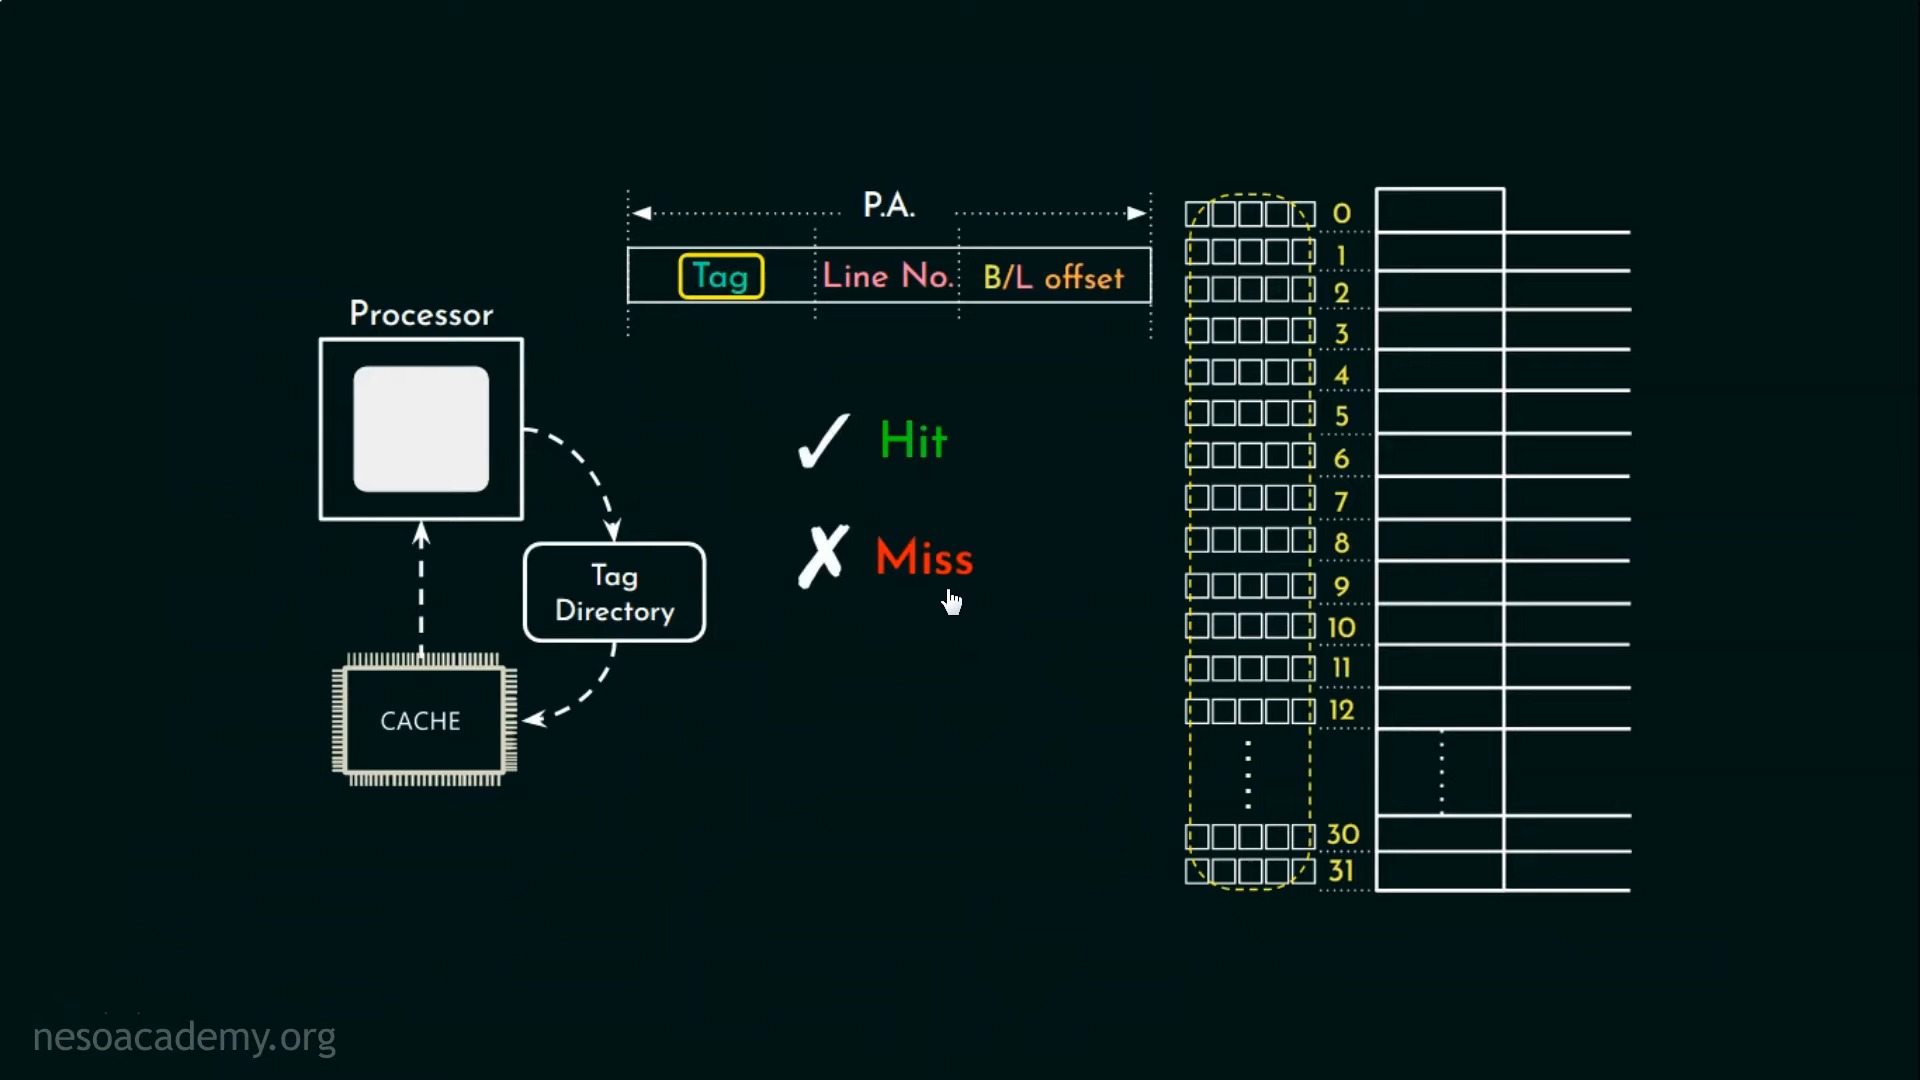 P.A.
Tag Line No. B/L offset
Processor
Hit
Miss
Tag
Directory
CACHE
0
1
2
3
4
5
6
7
8
9
10
11
12
30
31
nesoacademy.org